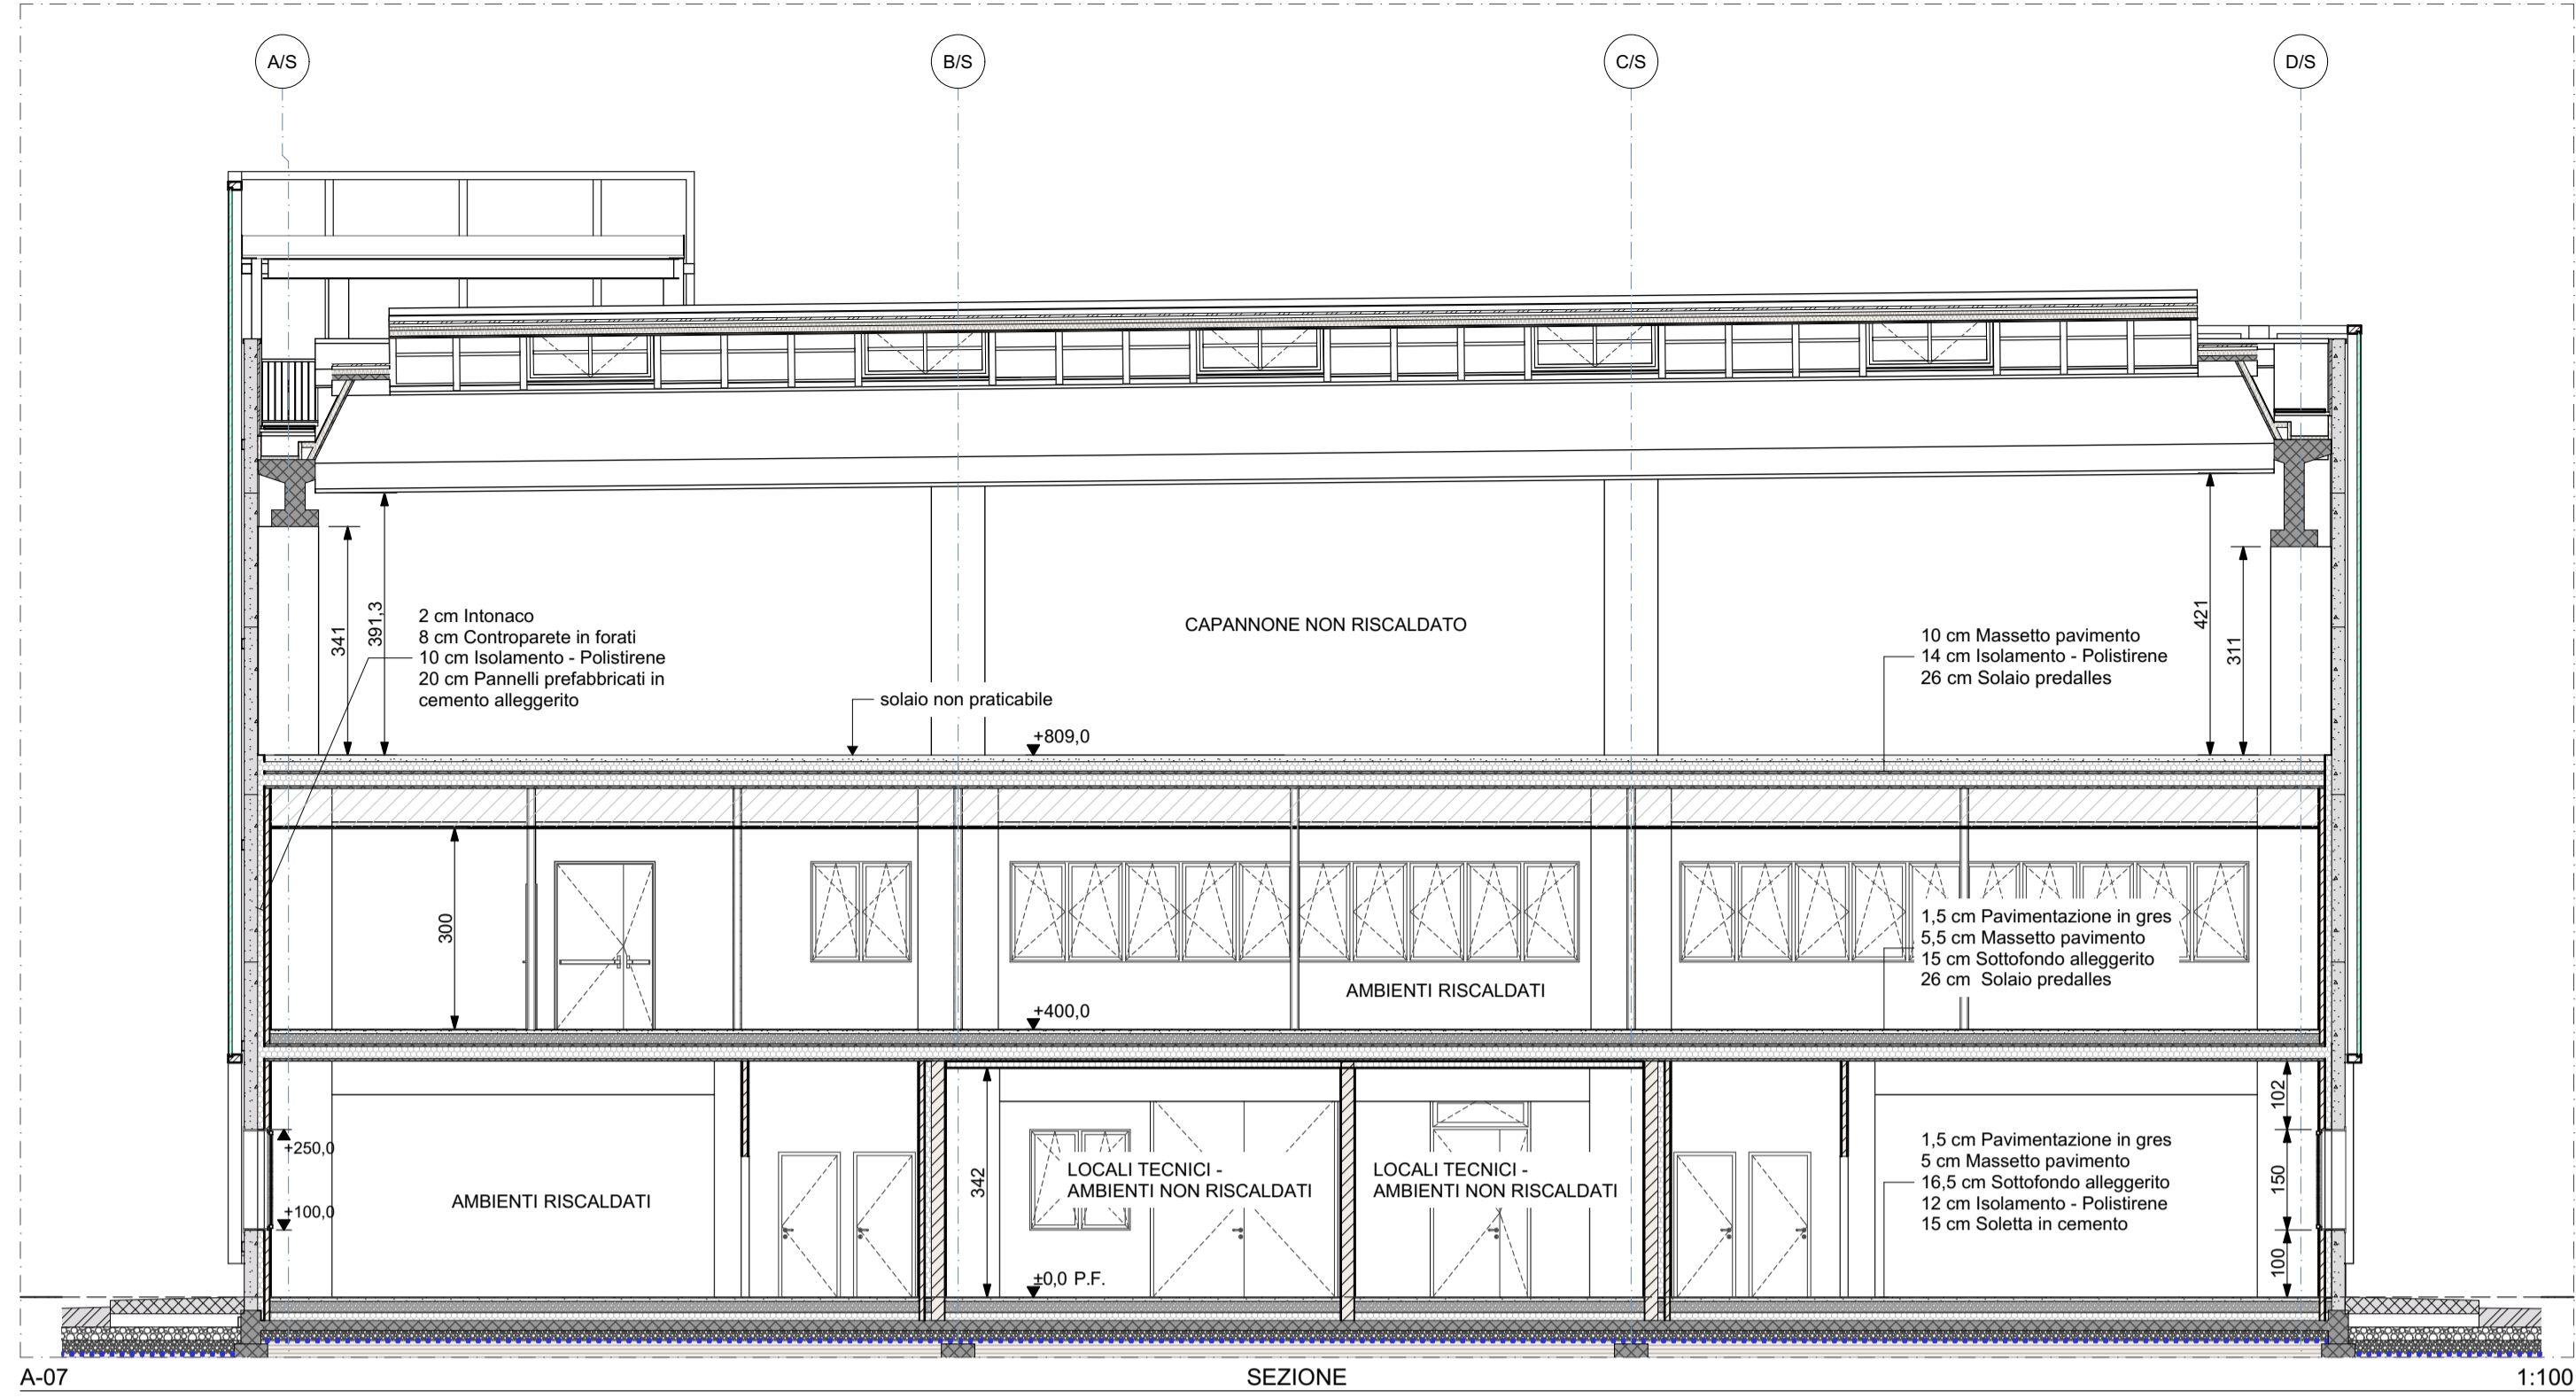 A/S
B/S
C/S
D/S
2 cm Intonaco
8 cm Controparete in forati
10 cm Isolamento - Polistirene
20 cm Pannelli prefabbricati in
cemento alleggerito
341
391,3
CAPANNONE NON RISCALDATO
solaio non praticabile
+809,0
10 cm Massetto pavimento
14 cm Isolamento - Polistirene
26 cm Solaio predalles
421
311
300
+400,0
AMBIENTI RISCALDATI
1,5 cm Pavimentazione in gres
5,5 cm Massetto pavimento
15 cm Sottofondo alleggerito
26 cm Solaio predalles
+250,0
+100,0
AMBIENTI RISCALDATI
342
LOCALI TECNICI -
AMBIENTI NON RISCALDATI
LOCALI TECNICI -
AMBIENTI NON RISCALDATI
±0,0 P.F.
1,5 cm Pavimentazione in gres
5 cm Massetto pavimento
16,5 cm Sottofondo alleggerito
12 cm Isolamento - Polistirene
15 cm Soletta in cemento
102
150
100
A-07
SEZIONE
1:100